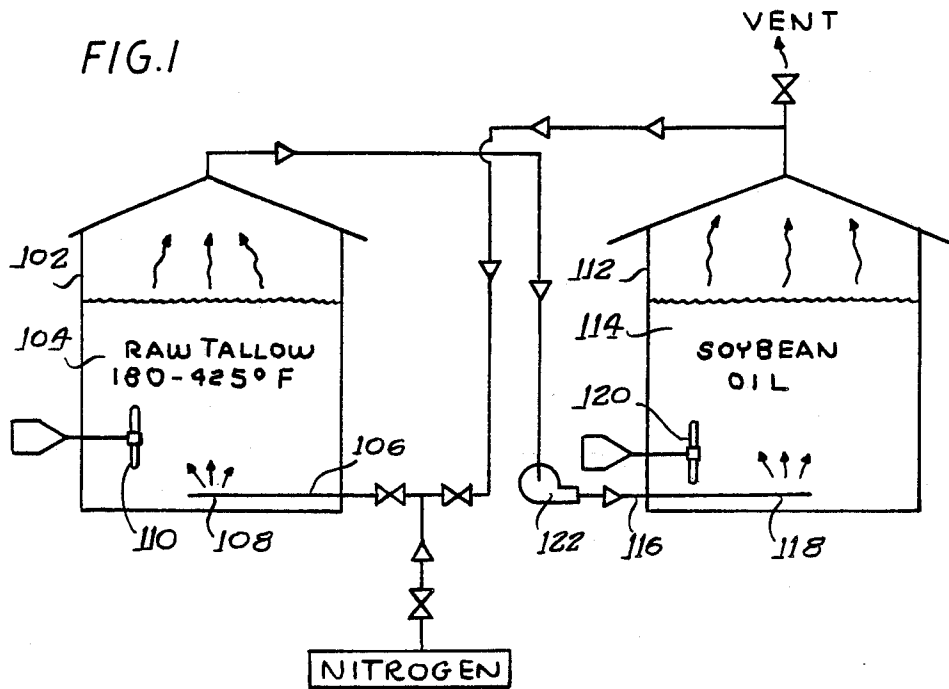 FIG.1
VENT
102
104
RAW TALLOW
180-425° F
106
108
110
112
114
SOYBEAN
OIL
120
122
116
118
NITROGEN